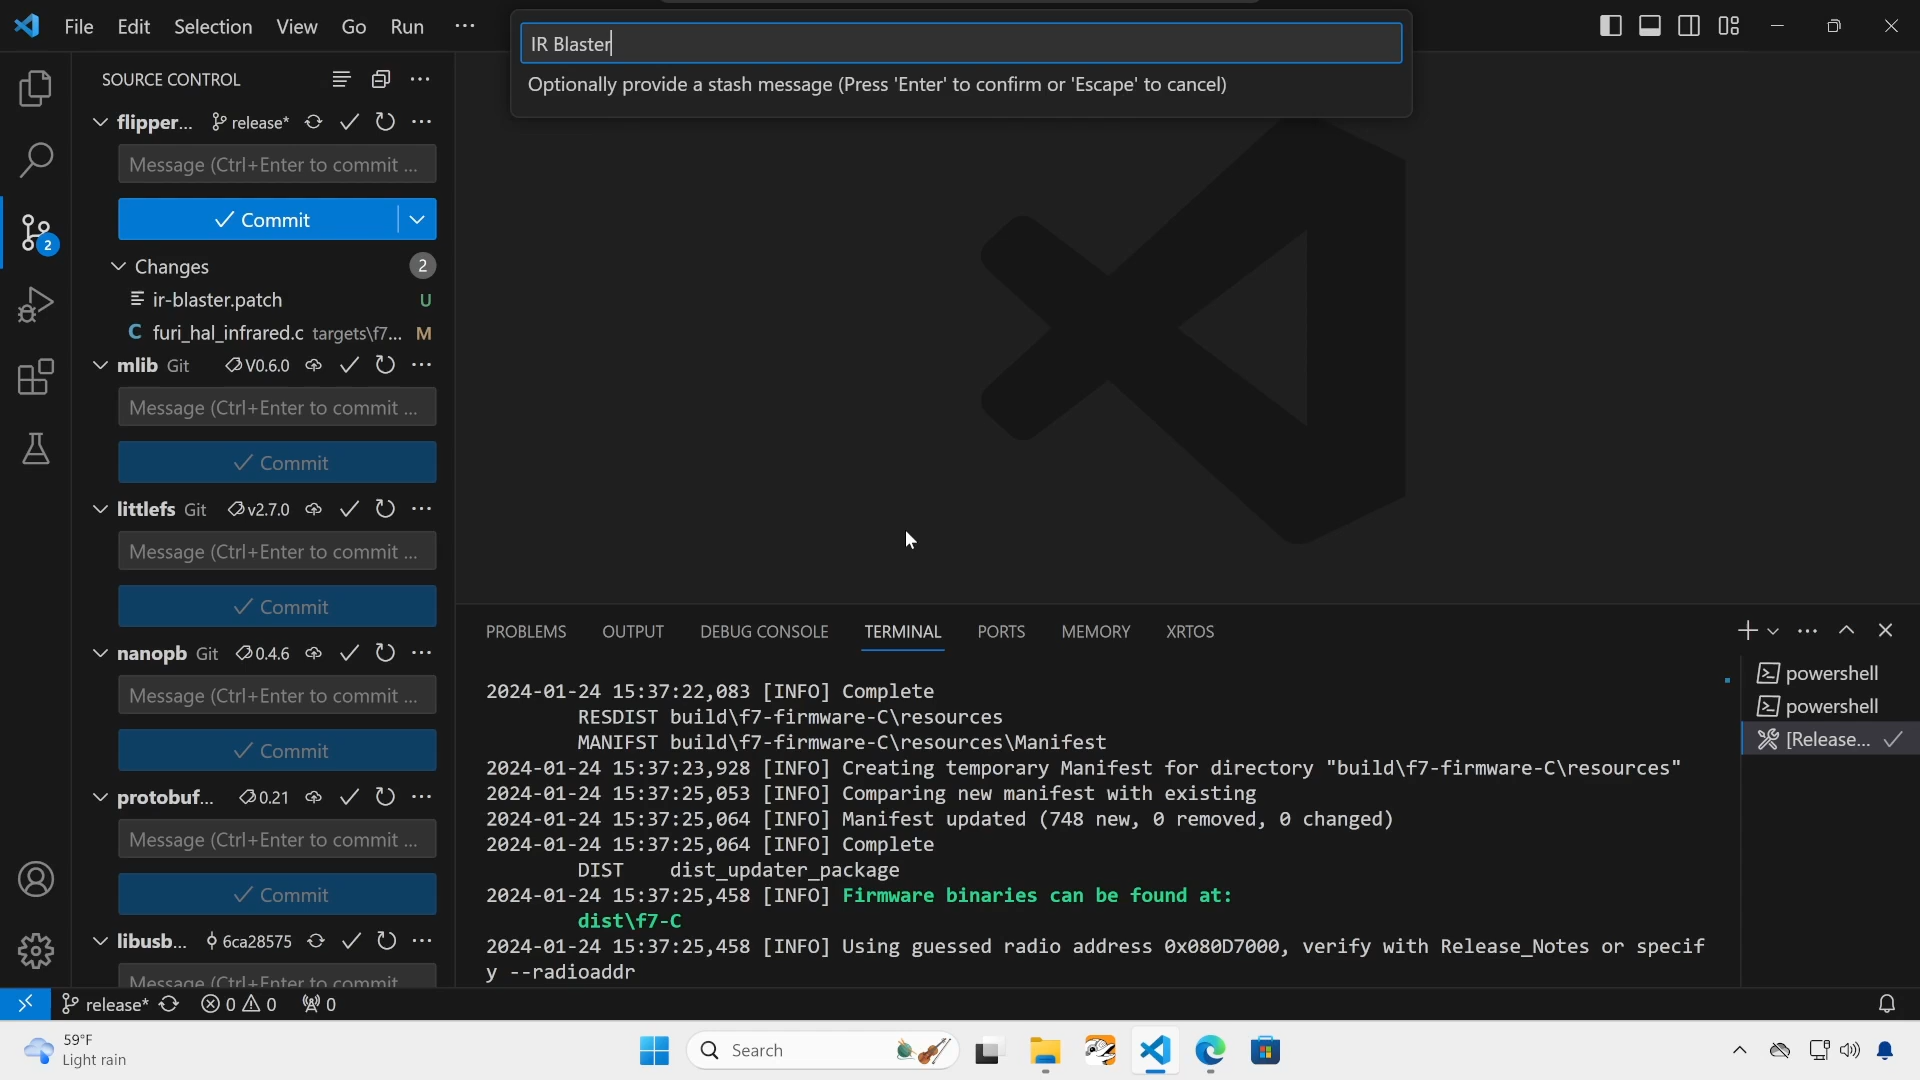 File Edit Selection View Go Run ···
IR Blaster
Optionally provide a stash message (Press 'Enter' to confirm or 'Escape' to cancel)
SOURCE CONTROL
flipper... release*
Message (Ctrl+Enter to commit ...
Commit
2
Changes 2
ir-blaster.patch U
C furi_hal_infrared.c targets\f7... M
mlib Git V0.6.0
Message (Ctrl+Enter to commit ...
Commit
littlefs Git v2.7.0
Message (Ctrl+Enter to commit ...
Commit
nanopb Git 0.4.6
Message (Ctrl+Enter to commit ...
Commit
protobuf... 0.21
Message (Ctrl+Enter to commit ...
Commit
libusb... 6ca28575
Message (Ctrl+Enter to commit ...
PROBLEMS OUTPUT DEBUG CONSOLE TERMINAL PORTS MEMORY XRTOS
2024-01-24 15:37:22,083 [INFO] Complete
RESDIST build\f7-firmware-C\resources
MANIFST build\f7-firmware-C\resources\Manifest
2024-01-24 15:37:23,928 [INFO] Creating temporary Manifest for directory "build\f7-firmware-C\resources"
2024-01-24 15:37:25,053 [INFO] Comparing new manifest with existing
2024-01-24 15:37:25,064 [INFO] Manifest updated (748 new, 0 removed, 0 changed)
2024-01-24 15:37:25,064 [INFO] Complete
DIST dist_updater_package
2024-01-24 15:37:25,458 [INFO] Firmware binaries can be found at:
dist\f7-C
2024-01-24 15:37:25,458 [INFO] Using guessed radio address 0x080D7000, verify with Release_Notes or specif
y --radioaddr
powershell
powershell
[Release...
release* 0 0 0
59°F
Light rain
Search